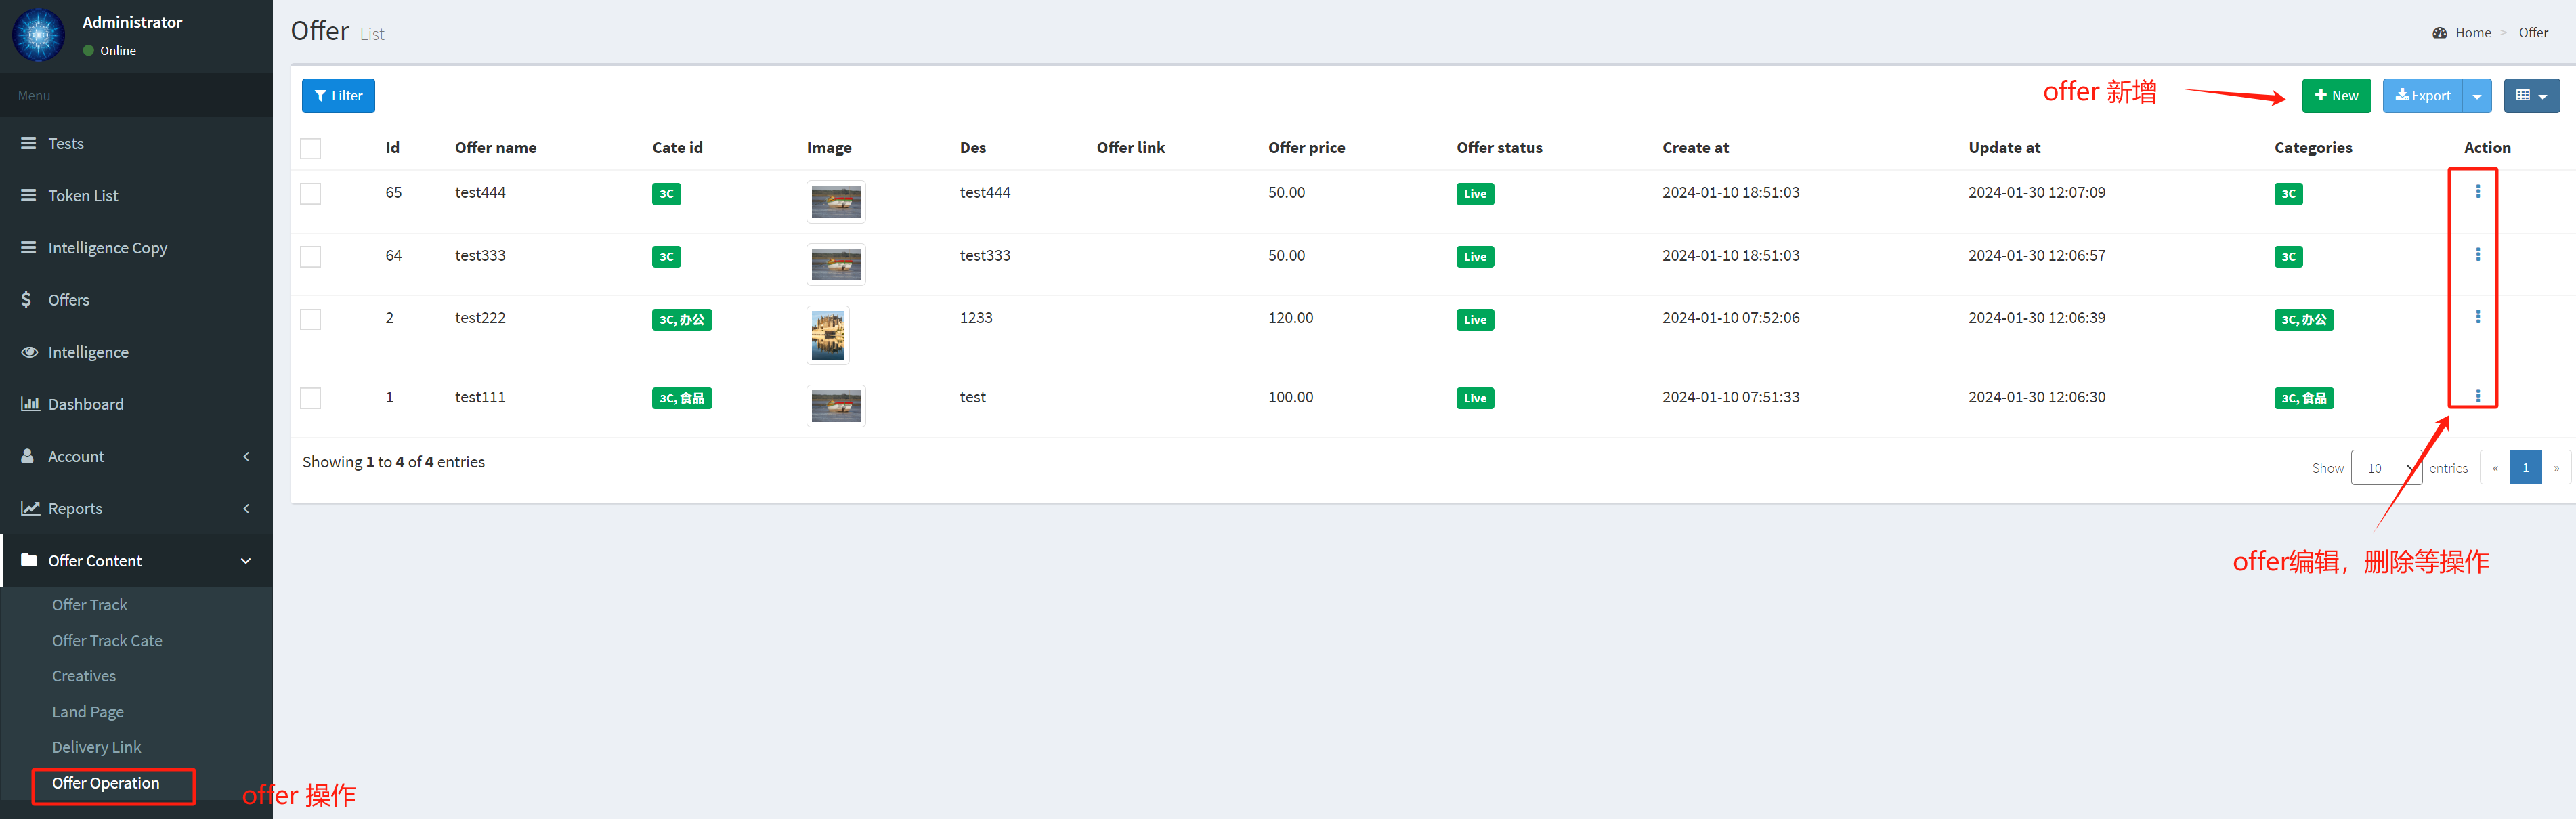 Administrator
Online
Menu
Tests
Token List
Intelligence Copy
Offers
Intelligence
Dashboard
Account
Reports
Offer Content
Offer Track
Offer Track Cate
Creatives
Land Page
Delivery Link
Offer Operation
offer 操作
Offer List
Home > Offer
Filter
offer 新增
New
Export
Id Offer name Cate id Image Des Offer link Offer price Offer status Create at Update at Categories Action
65 test444 3C test444 50.00 Live 2024-01-10 18:51:03 2024-01-30 12:07:09 3C
64 test333 3C test333 50.00 Live 2024-01-10 18:51:03 2024-01-30 12:06:57 3C
2 test222 3C, 办公 1233 120.00 Live 2024-01-10 07:52:06 2024-01-30 12:06:39 3C, 办公
1 test111 3C, 食品 test 100.00 Live 2024-01-10 07:51:33 2024-01-30 12:06:30 3C, 食品
Showing 1 to 4 of 4 entries
Show 10 entries « 1 »
offer编辑，删除等操作